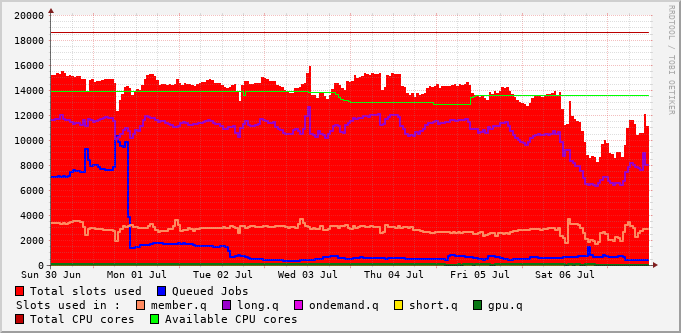 20000
18000
16000
14000
12000
10000
8000
6000
4000
2000
0
Sun 30 Jun Mon 01 Jul Tue 02 Jul Wed 03 Jul Thu 04 Jul Fri 05 Jul Sat 06 Jul
Total slots used Queued Jobs
Slots used in : member.q long.q ondemand.q short.q gpu.q
Total CPU cores Available CPU cores
RRDTOOL / TOBI OETIKER